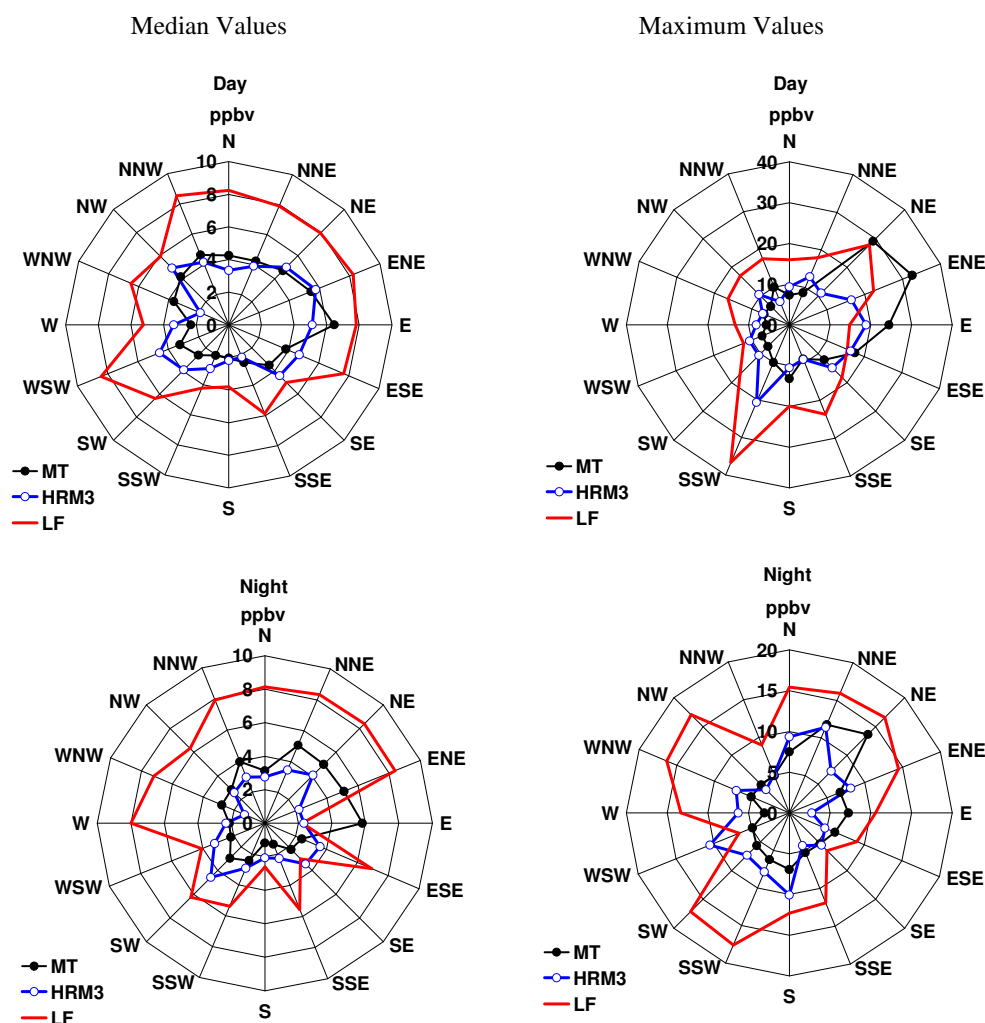 Median Values
Maximum Values
Day
ppbv
N
NNW
NNE
NW
NE
WNW
ENE
W
E
WSW
ESE
SW
SE
SSW
SSE
S
10
8
6
4
2
0
MT
HRM3
LF
Day
ppbv
N
NNW
NNE
NW
NE
WNW
ENE
W
E
WSW
ESE
SW
SE
SSW
SSE
S
40
30
20
10
0
MT
HRM3
LF
Night
ppbv
N
NNW
NNE
NW
NE
WNW
ENE
W
E
WSW
ESE
SW
SE
SSW
SSE
S
10
8
6
4
2
0
MT
HRM3
LF
Night
ppbv
N
NNW
NNE
NW
NE
WNW
ENE
W
E
WSW
ESE
SW
SE
SSW
SSE
S
20
15
10
5
0
MT
HRM3
LF